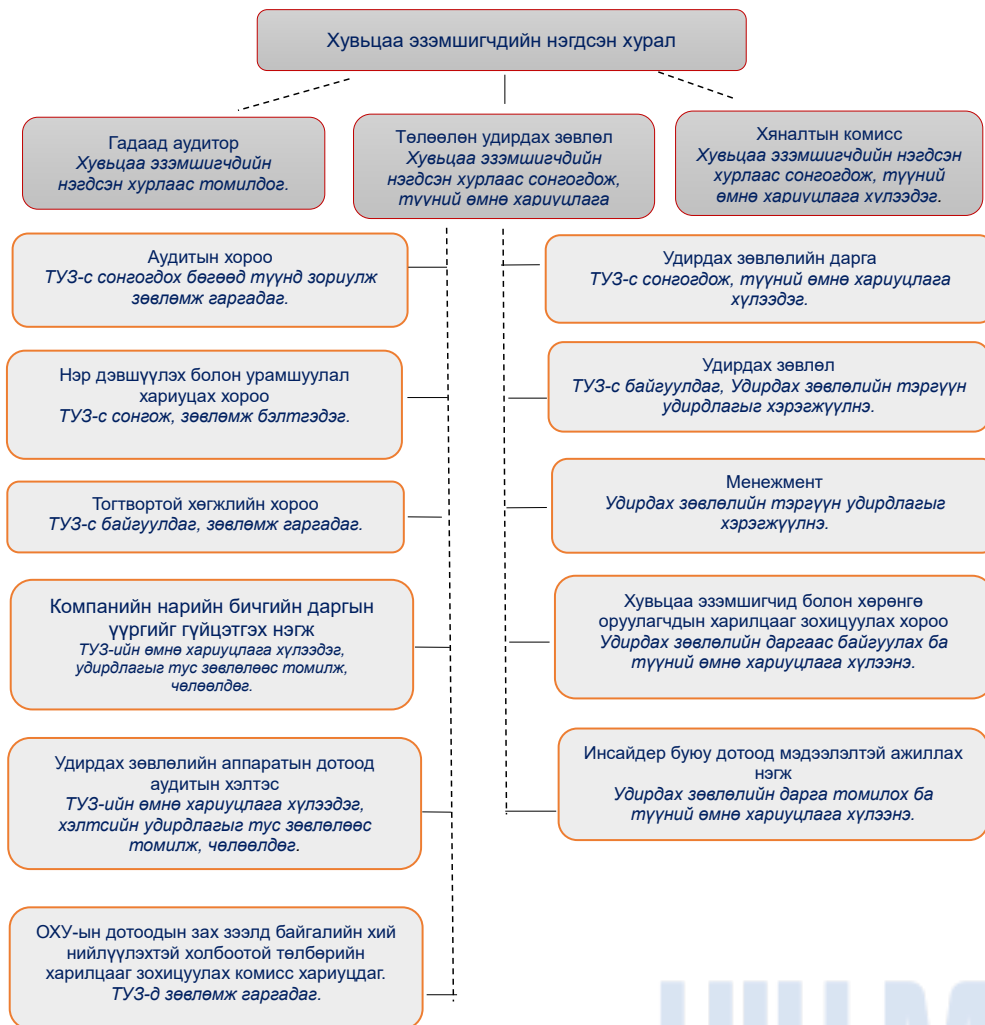 Хувьцаа эзэмшигчдийн нэгдсэн хурал
Гадаад аудитор
Хувьцаа эзэмшигчдийн
нэгдсэн хурлаас томилдог.
Төлөөлөн удирдах зөвлөл
Хувьцаа эзэмшигчдийн
нэгдсэн хурлаас сонгогдож,
түүний өмнө хариуцлага
Хяналтын комисс
Хувьцаа эзэмшигчдийн нэгдсэн
хурлаас сонгогдож, түүний
өмнө хариуцлага хүлээдэг.
Аудитын хороо
ТУЗ-с сонгогдох бөгөөд түүнд зориулж
зөвлөмж гаргадаг.
Нэр дэвшүүлэх болон урамшуулал
хариуцах хороо
ТУЗ-с сонгож, зөвлөмж бэлтгэдэг.
Тогтвортой хөгжлийн хороо
ТУЗ-с байгуулдаг, зөвлөмж гаргадаг.
Компанийн нарийн бичгийн даргын
үүргийг гүйцэтгэх нэгж
ТУЗ-ийн өмнө хариуцлага хүлээдэг,
удирдлагыг тус зөвлөлөөс томилж,
чөлөөлдөг.
Удирдах зөвлөлийн аппаратын дотоод
аудитын хэлтэс
ТУЗ-ийн өмнө хариуцлага хүлээдэг,
хэлтсийн удирдлагыг тус зөвлөлөөс
томилж, чөлөөлдөг.
ОХУ-ын дотоодын зах зээлд байгалийн хий
нийлүүлэхтэй холбоотой төлбөрийн
харилцааг зохицуулах комисс хариуцдаг.
ТУЗ-д зөвлөмж гаргадаг.
Удирдах зөвлөлийн дарга
ТУЗ-с сонгогдож, түүний өмнө хариуцлага
хүлээдэг.
Удирдах зөвлөл
ТУЗ-с байгуулдаг, Удирдах зөвлөлийн тэргүүн
удирдлагыг хэрэгжүүлнэ.
Менежмент
Удирдах зөвлөлийн тэргүүн удирдлагыг
хэрэгжүүлнэ.
Хувьцаа эзэмшигчид болон хөрөнгө
оруулагчдын харилцааг зохицуулах хороо
Удирдах зөвлөлийн даргаас байгуулах ба
түүний өмнө хариуцлага хүлээнэ.
Инсайдер буюу дотоод мэдээлэлтэй ажиллах
нэгж
Удирдах зөвлөлийн дарга томилох ба
түүний өмнө хариуцлага хүлээнэ.